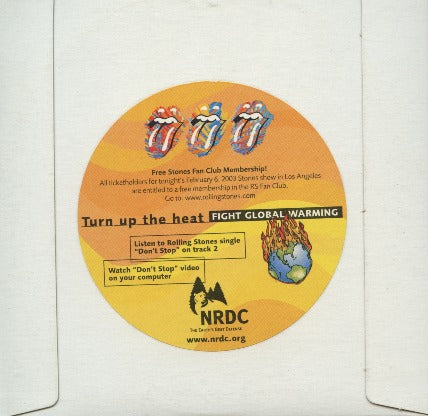 Free Stones Fan Club Membership!
All ticketholders for tonight's February 6, 2003 Stones show in Los Angeles
are entitled to a free membership in the RS Fan Club.
Go to: www.rollingstones.com
Turn up the heat FIGHT GLOBAL WARMING
Listen to Rolling Stones single
"Don't Stop" on track 2
Watch "Don't Stop" video
on your computer
NRDC
THE EARTH'S BEST DEFENSE
www.nrdc.org